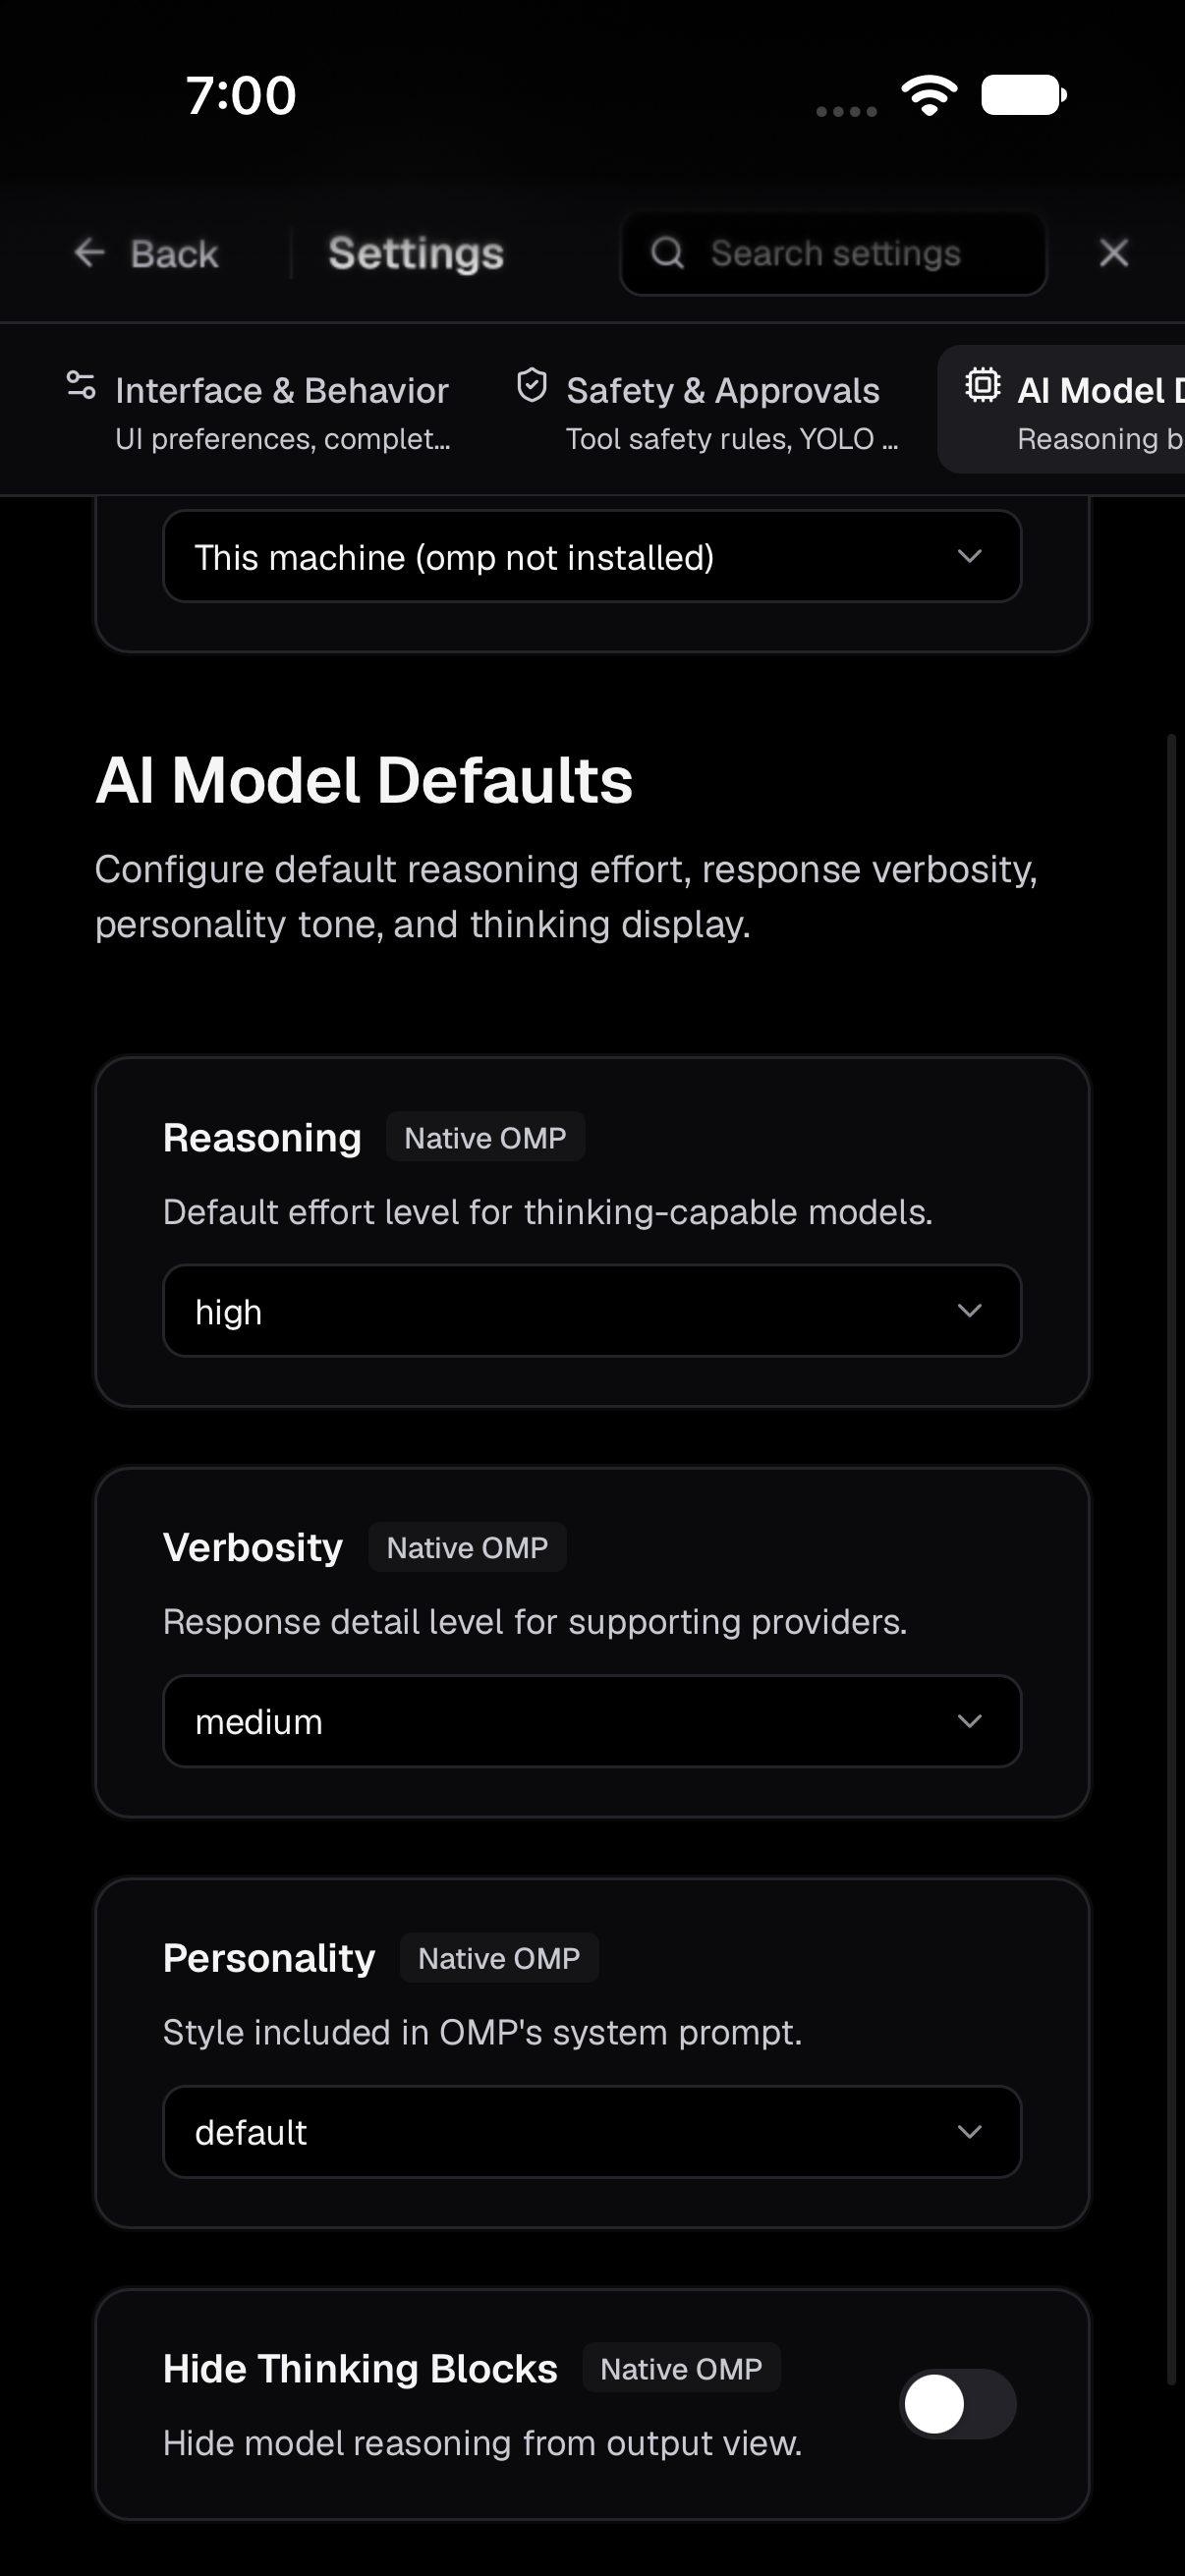 7:00
Back
Settings
Search settings
Interface & Behavior
UI preferences, complet...
Safety & Approvals
Tool safety rules, YOLO ...
AI Model D
Reasoning b
This machine (omp not installed)
AI Model Defaults
Configure default reasoning effort, response verbosity,
personality tone, and thinking display.
Reasoning
Native OMP
Default effort level for thinking-capable models.
high
Verbosity
Native OMP
Response detail level for supporting providers.
medium
Personality
Native OMP
Style included in OMP's system prompt.
default
Hide Thinking Blocks
Native OMP
Hide model reasoning from output view.